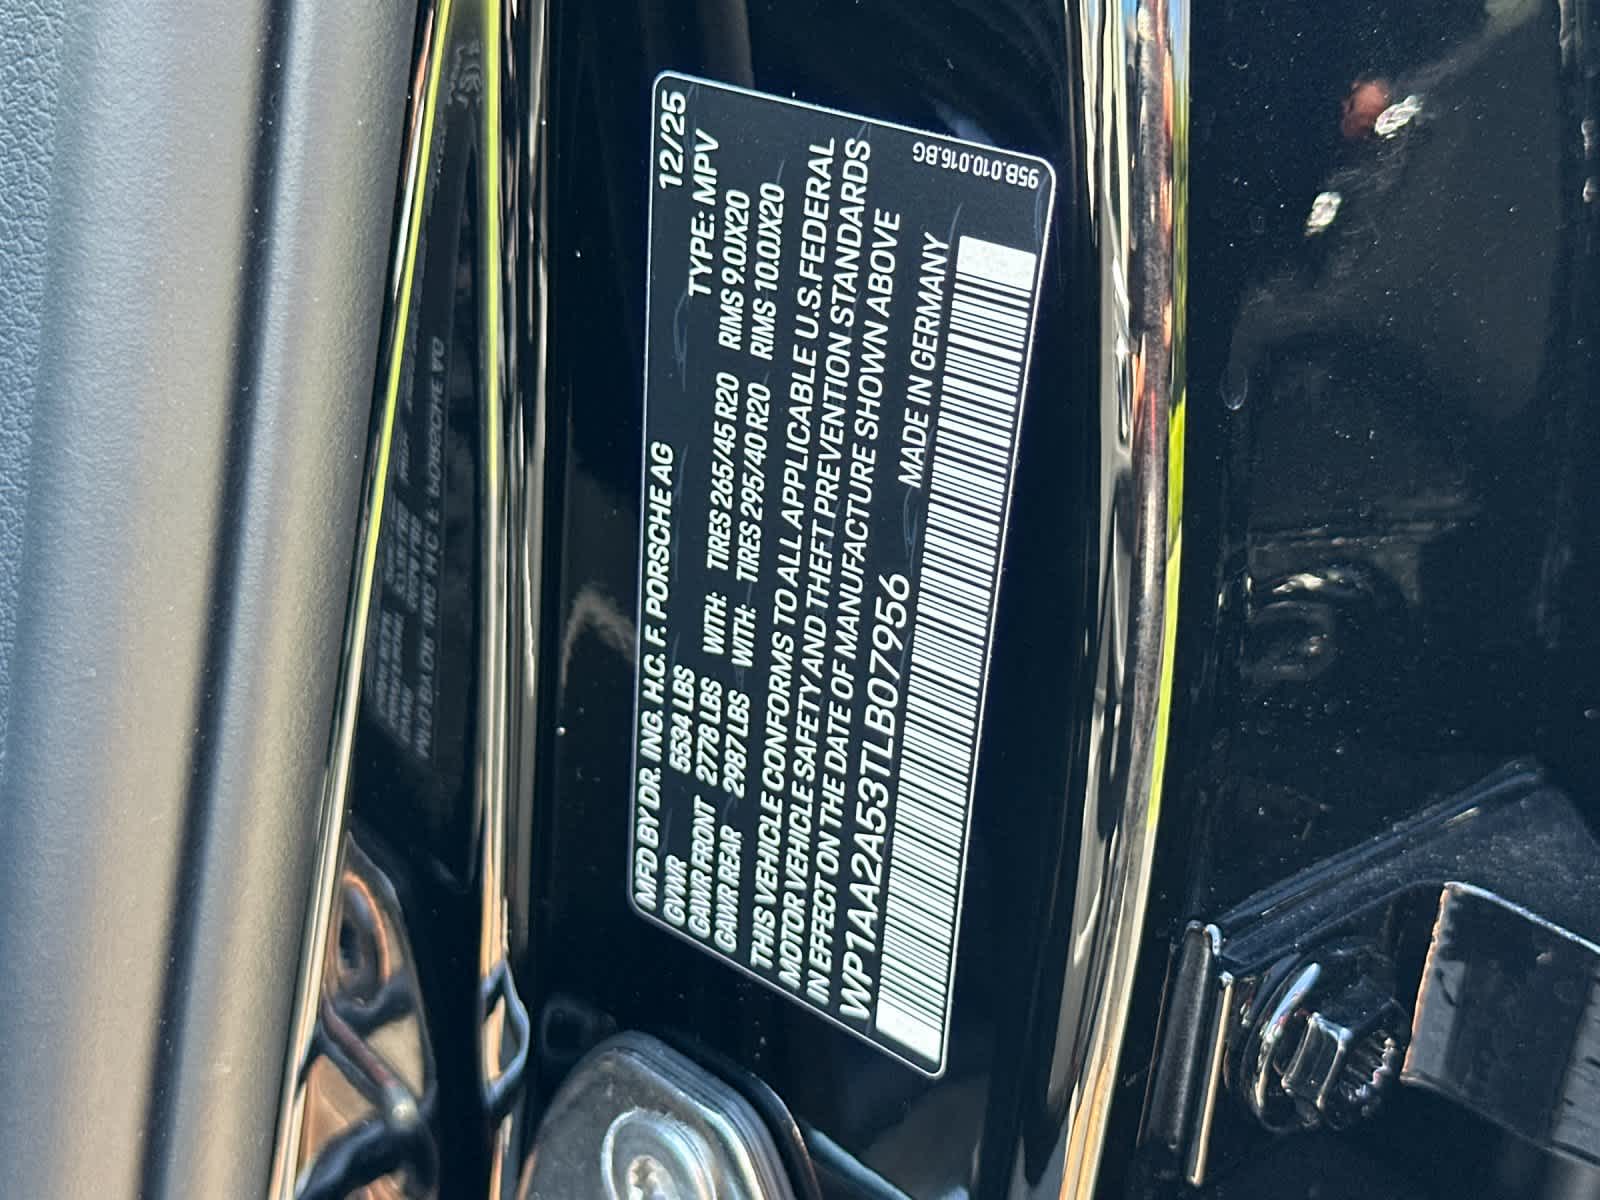 MFD BY DR. ING. H.C. F. PORSCHE AG 12/25
GVWR 5534 LBS TYPE: MPV
GAWR FRONT 2778 LBS WITH: TIRES 265/45 R20 RIMS 9.0JX20
GAWR REAR 2987 LBS WITH: TIRES 295/40 R20 RIMS 10.0JX20
THIS VEHICLE CONFORMS TO ALL APPLICABLE U.S.FEDERAL
MOTOR VEHICLE SAFETY AND THEFT PREVENTION STANDARDS
IN EFFECT ON THE DATE OF MANUFACTURE SHOWN ABOVE
WP1AA2A53TLB07956 MADE IN GERMANY
95B.010.016.BG